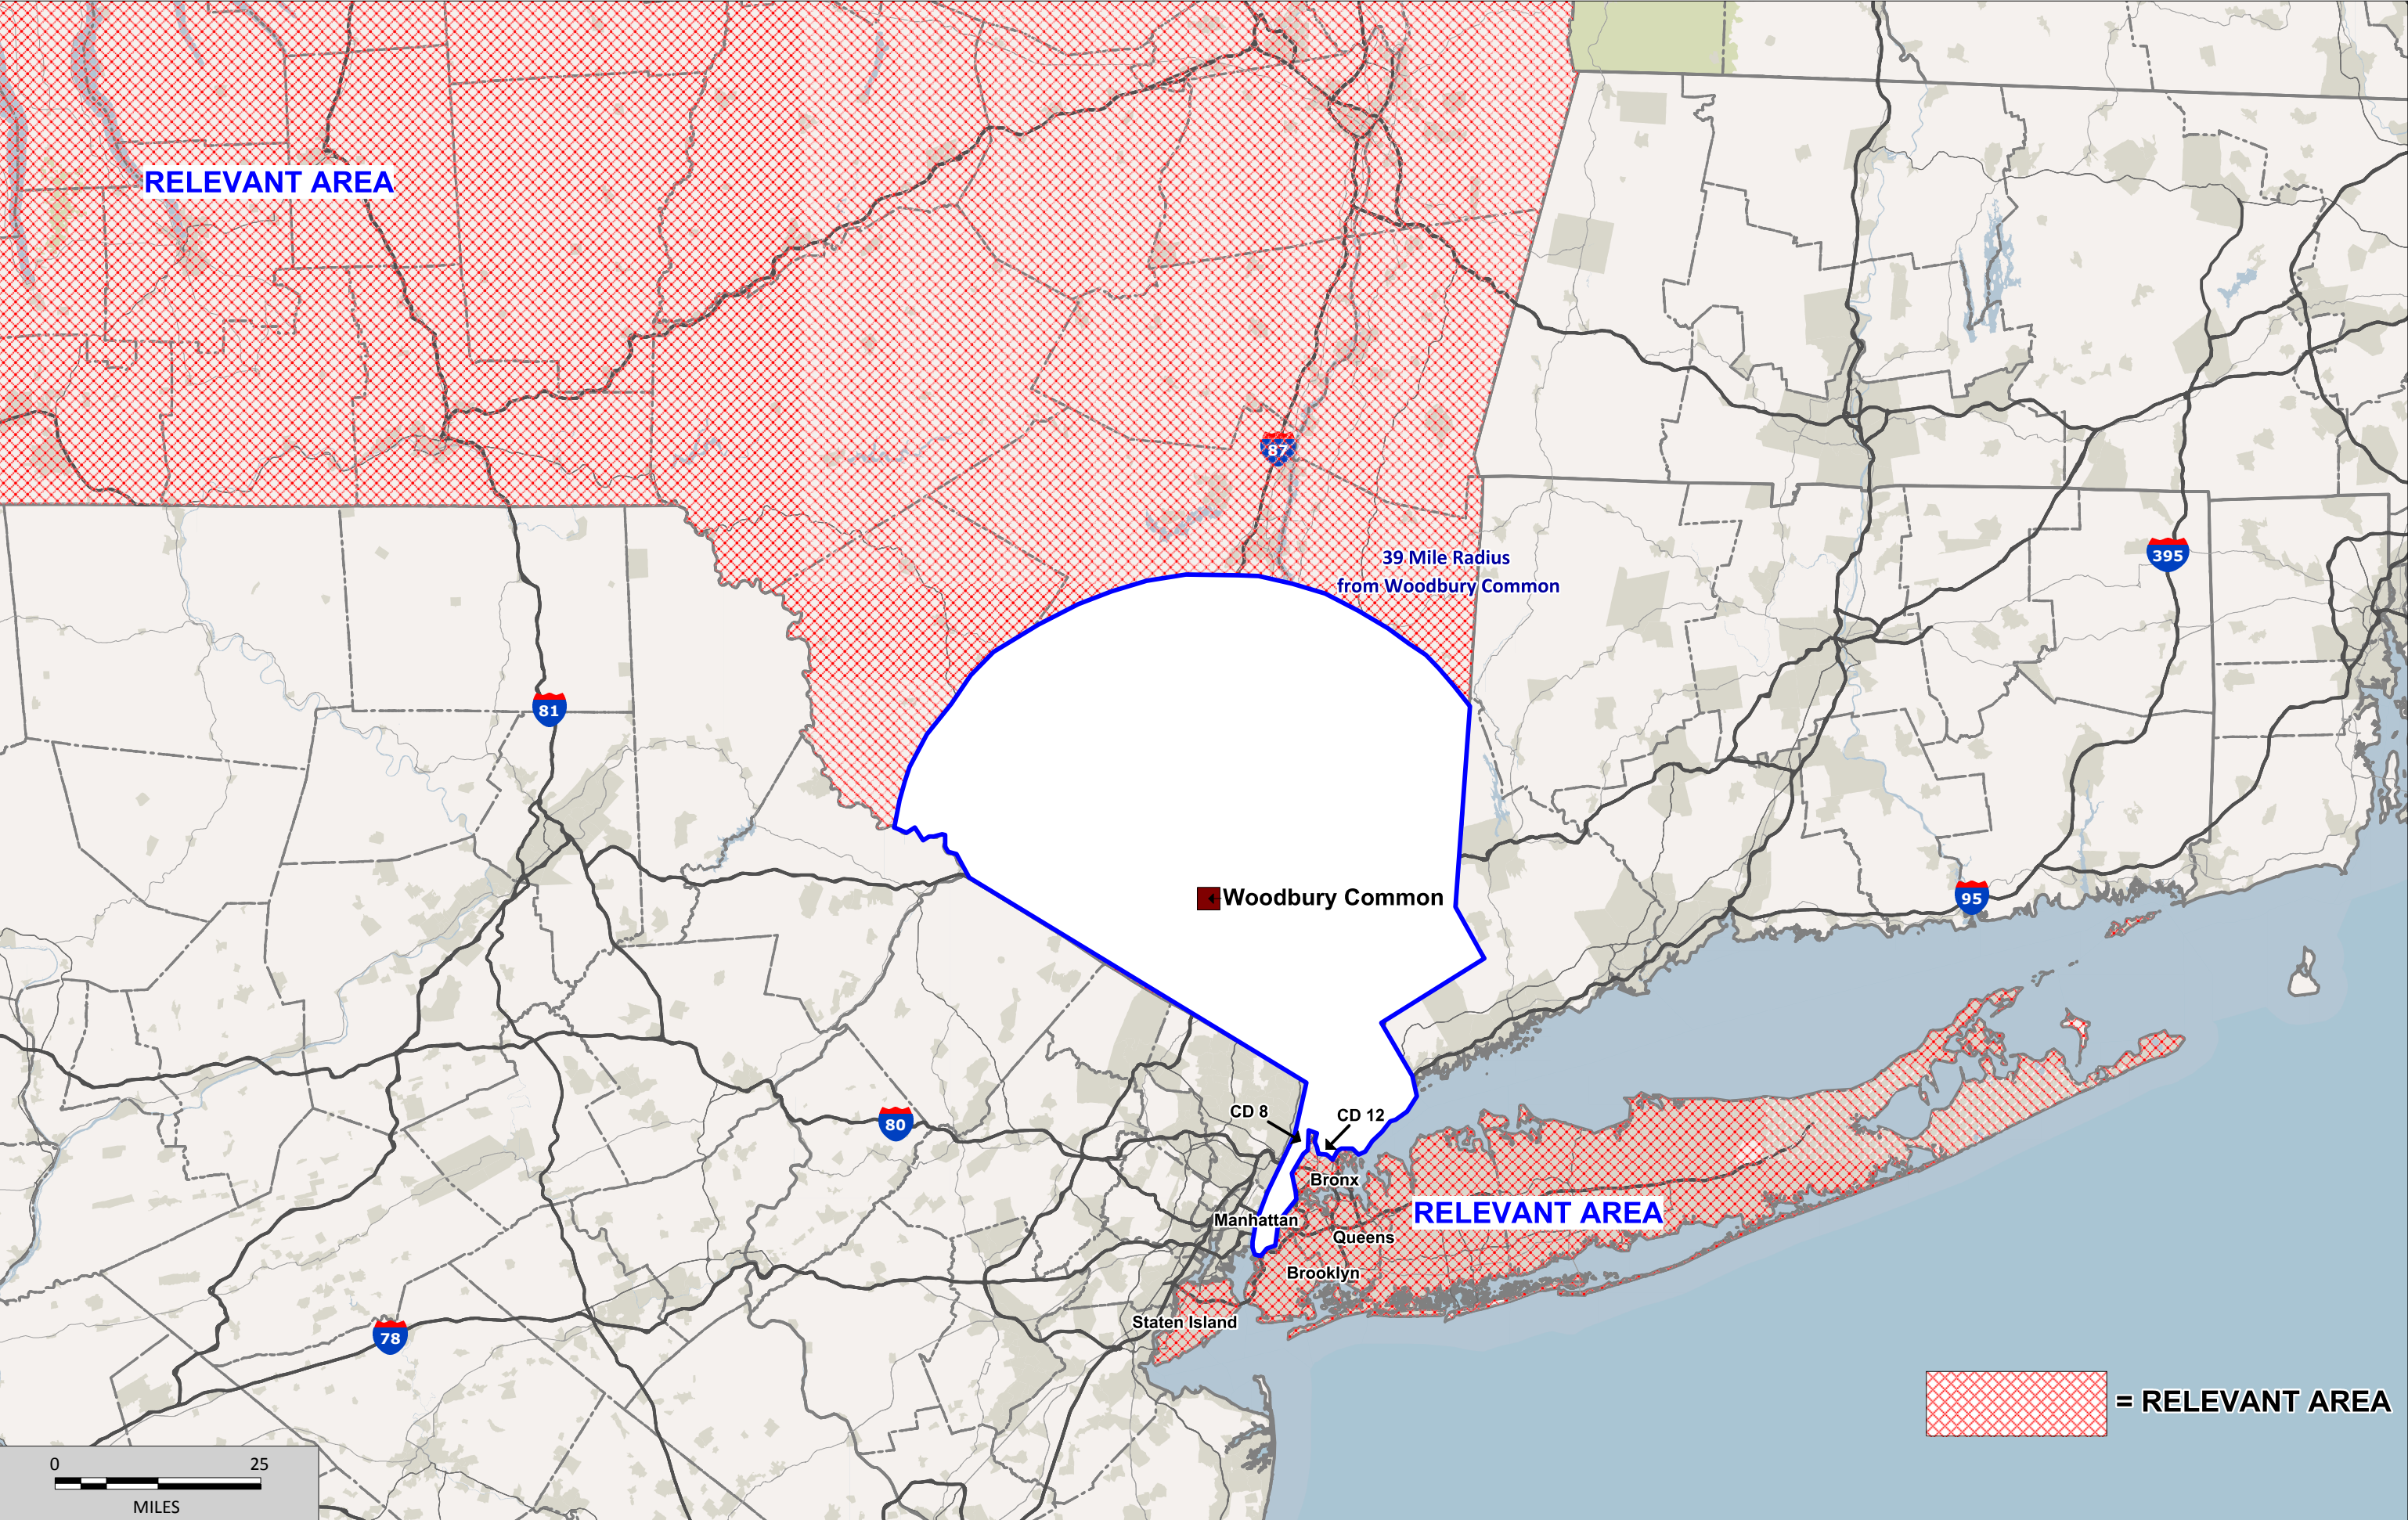 RELEVANT AREA
87
39 Mile Radius
from Woodbury Common
395
81
Woodbury Common
95
CD 8
CD 12
80
Bronx
Manhattan
RELEVANT AREA
Queens
Brooklyn
Staten Island
78
= RELEVANT AREA
0 25
MILES